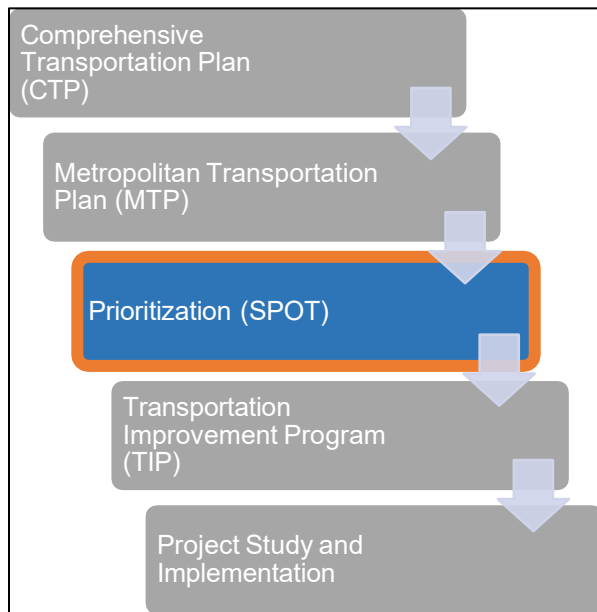 Comprehensive
Transportation Plan
(CTP)
Metropolitan Transportation
Plan (MTP)
Prioritization (SPOT)
Transportation
Improvement Program
(TIP)
Project Study and
Implementation